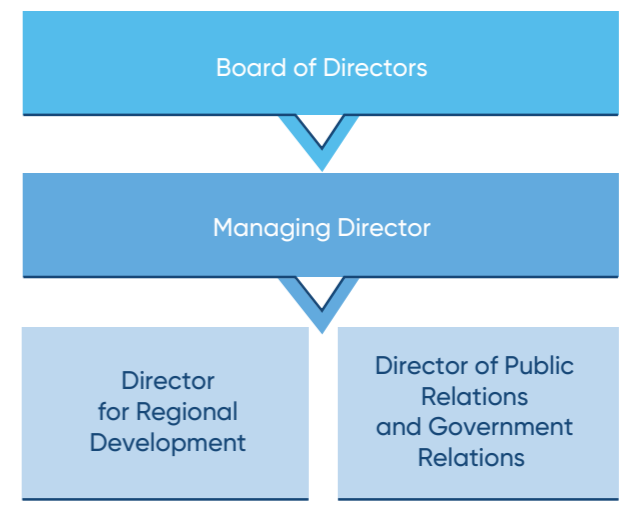 Board of Directors
Managing Director
Director
for Regional
Development
Director of Public
Relations
and Government
Relations